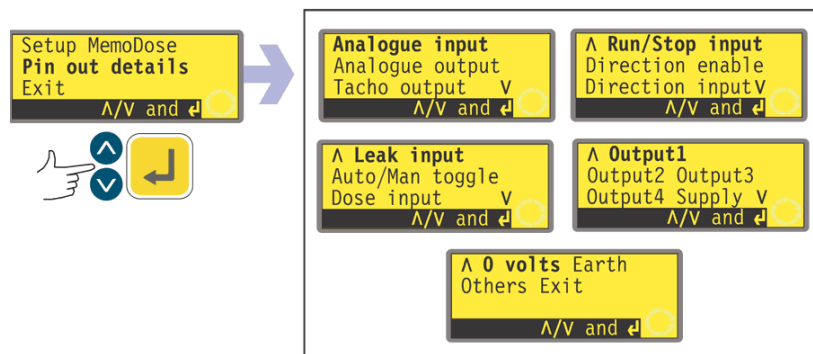 Setup MemoDose
Pin out details
Exit
∧/∨ and ↵
Analogue input
Analogue output
Tacho output ∨
∧/∨ and ↵
∧ Run/Stop input
Direction enable
Direction input∨
∧/∨ and ↵
∧ Leak input
Auto/Man toggle
Dose input ∨
∧/∨ and ↵
∧ Output1
Output2 Output3
Output4 Supply ∨
∧/∨ and ↵
∧ 0 volts Earth
Others Exit
∧/∨ and ↵